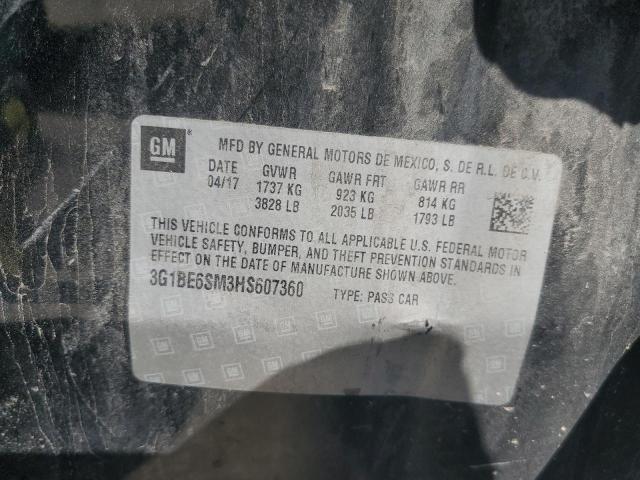 GM
MFD BY GENERAL MOTORS DE MEXICO, S. DE R.L. DE C.V.
DATE GVWR GAWR FRT GAWR RR
04/17 1737 KG 923 KG 814 KG
3828 LB 2035 LB 1793 LB
THIS VEHICLE CONFORMS TO ALL APPLICABLE U.S. FEDERAL MOTOR
VEHICLE SAFETY, BUMPER, AND THEFT PREVENTION STANDARDS IN
EFFECT ON THE DATE OF MANUFACTURE SHOWN ABOVE.
3G1BE6SM3HS607360 TYPE: PASS CAR